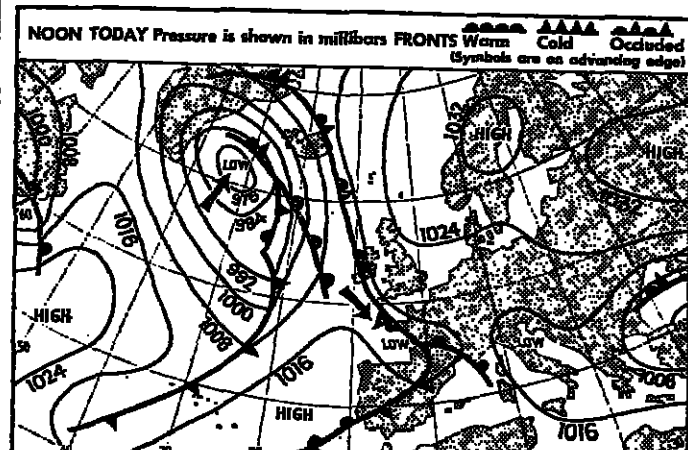 NOON TODAY Pressure is shown in millibars FRONTS Warm Cold Occluded
(Symbols are on advancing edge)
1032
HIGH
HIGH
1000
1008
LOW
976
984
1016
1024
992
1000
HIGH
1008
LOW
LOW
1024
1016
HIGH
1008
1016